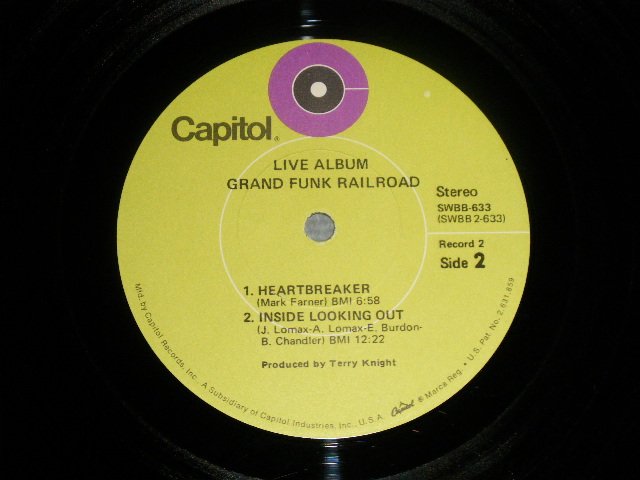 Capitol®
LIVE ALBUM
GRAND FUNK RAILROAD
Stereo
SWBB-633
(SWBB 2-633)
Record 2
Side 2
1. HEARTBREAKER
(Mark Farner) BMI 6:58
2. INSIDE LOOKING OUT
(J. Lomax-A. Lomax-E. Burdon-
B. Chandler) BMI 12:22
Produced by Terry Knight
Mfd. by Capitol Records, Inc., A Subsidiary of Capitol Industries, Inc., U.S.A. Capitol ® Marca Reg. • U.S. Pat. No. 2,631,859